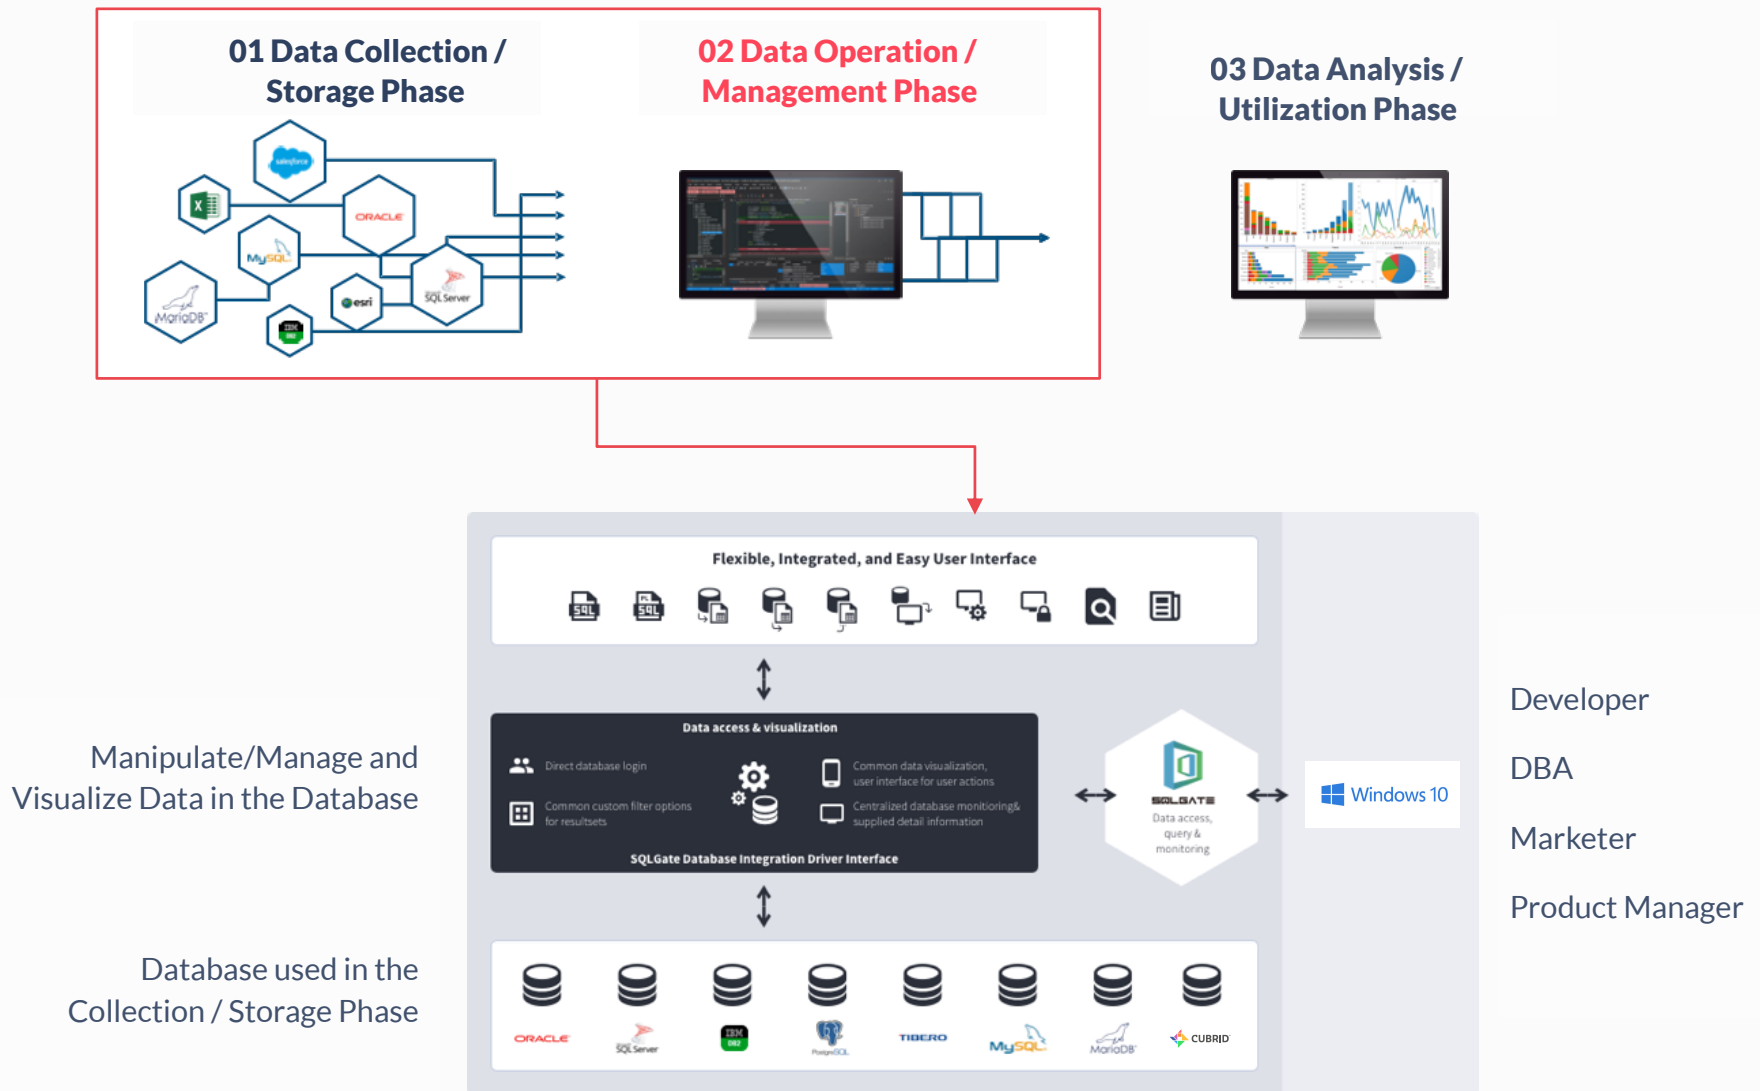 01 Data Collection /
Storage Phase
02 Data Operation /
Management Phase
03 Data Analysis /
Utilization Phase
salesforce
X
ORACLE
MySQL
esri
SQL Server
MariaDB
IBM
DB2
Flexible, Integrated, and Easy User Interface
SQL
PL
SQL
Manipulate/Manage and
Visualize Data in the Database
Data access & visualization
Direct database login
Common custom filter options
for resultsets
Common data visualization,
user interface for user actions
Centralized database monitioring&
supplied detail information
SQLGate Database Integration Driver Interface
SQLGATE
Data access,
query &
monitoring
Windows 10
Developer
DBA
Marketer
Product Manager
Database used in the
Collection / Storage Phase
ORACLE
SQL Server
IBM
DB2
PostgreSQL
TIBERO
MySQL
MariaDB
CUBRID